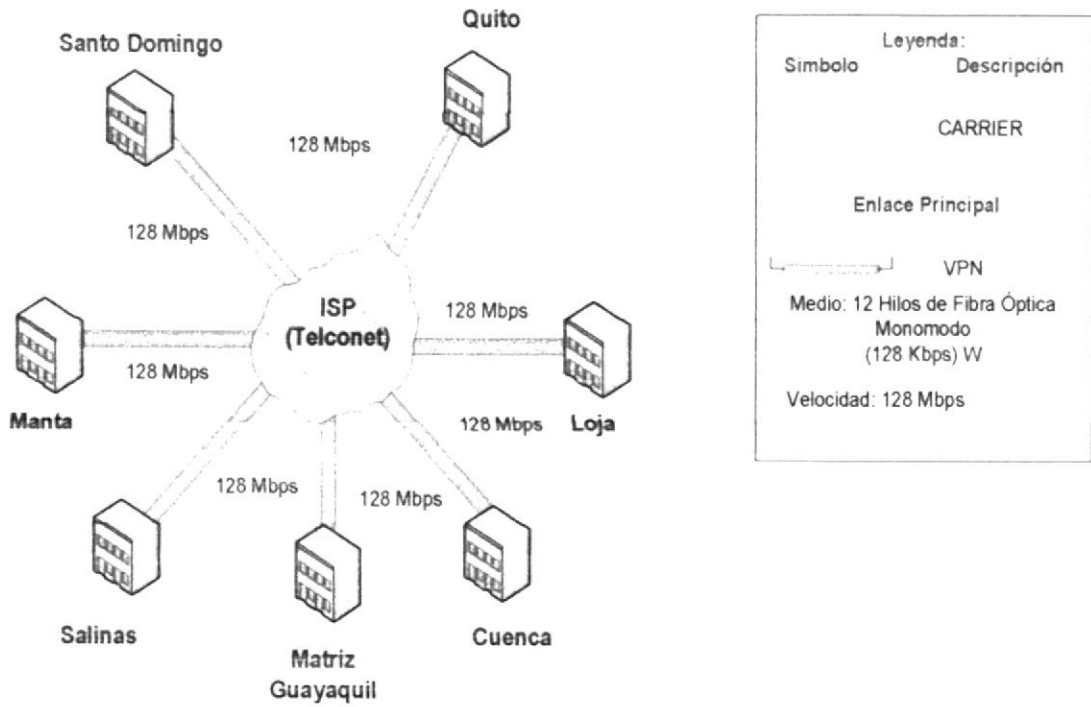 Santo Domingo
Quito
128 Mbps
128 Mbps
ISP
(Telconet)
128 Mbps
128 Mbps
Manta
Loja
128 Mbps
128 Mbps
128 Mbps
Salinas
Matriz
Guayaquil
Cuenca
Leyenda:
Simbolo Descripción
CARRIER
Enlace Principal
VPN
Medio: 12 Hilos de Fibra Óptica
Monomodo
(128 Kbps) W
Velocidad: 128 Mbps